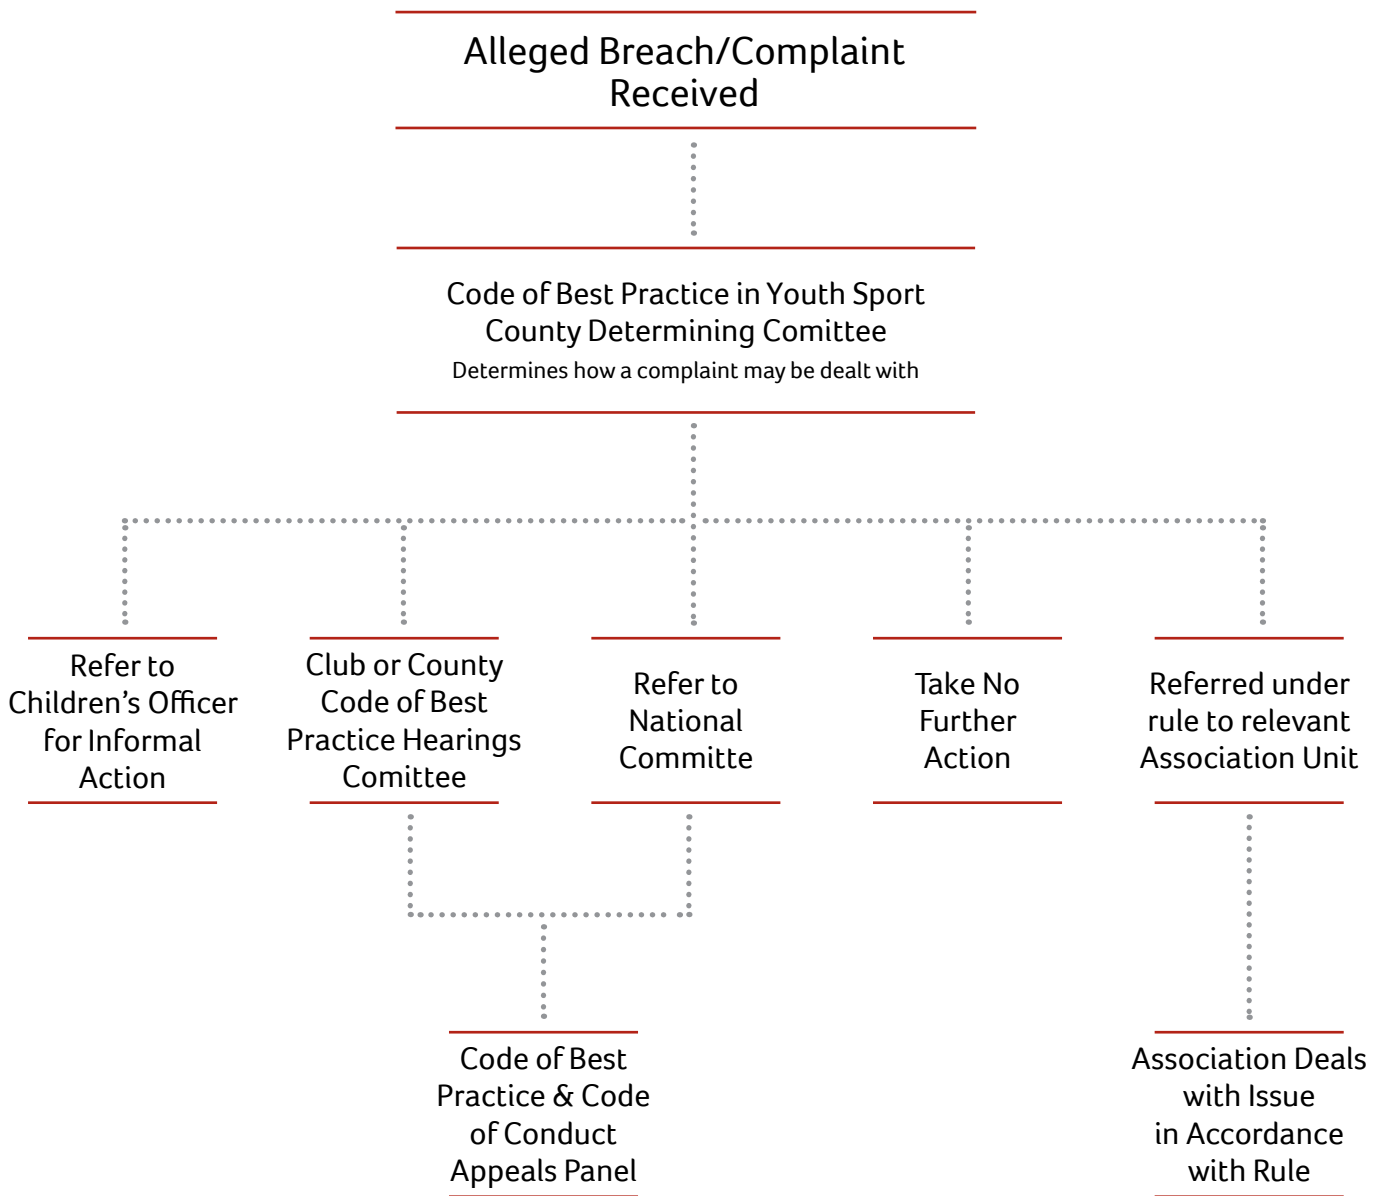 Alleged Breach/Complaint
Received
Code of Best Practice in Youth Sport
County Determining Comittee
Determines how a complaint may be dealt with
Refer to
Children’s Officer
for Informal
Action
Club or County
Code of Best
Practice Hearings
Comittee
Refer to
National
Committe
Take No
Further
Action
Referred under
rule to relevant
Association Unit
Code of Best
Practice & Code
of Conduct
Appeals Panel
Association Deals
with Issue
in Accordance
with Rule